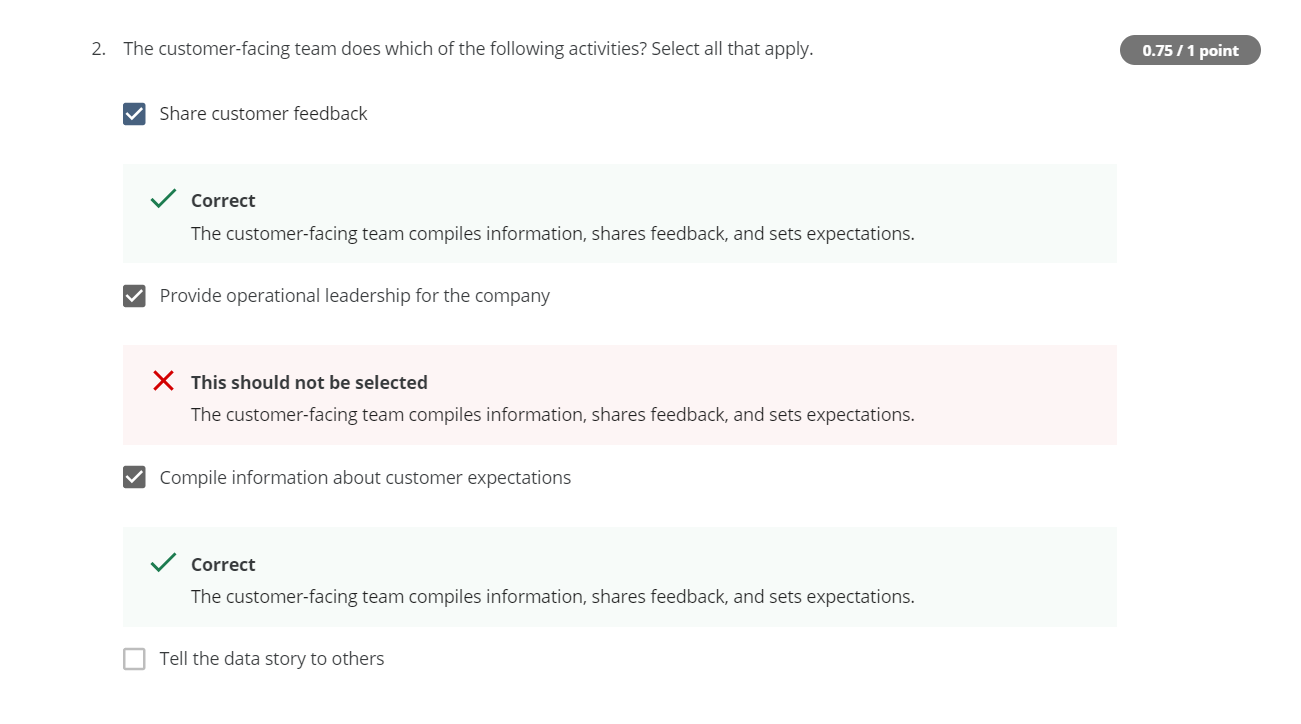 2. The customer-facing team does which of the following activities? Select all that apply.
0.75 / 1 point
Share customer feedback
Correct
The customer-facing team compiles information, shares feedback, and sets expectations.
Provide operational leadership for the company
This should not be selected
The customer-facing team compiles information, shares feedback, and sets expectations.
Compile information about customer expectations
Correct
The customer-facing team compiles information, shares feedback, and sets expectations.
Tell the data story to others